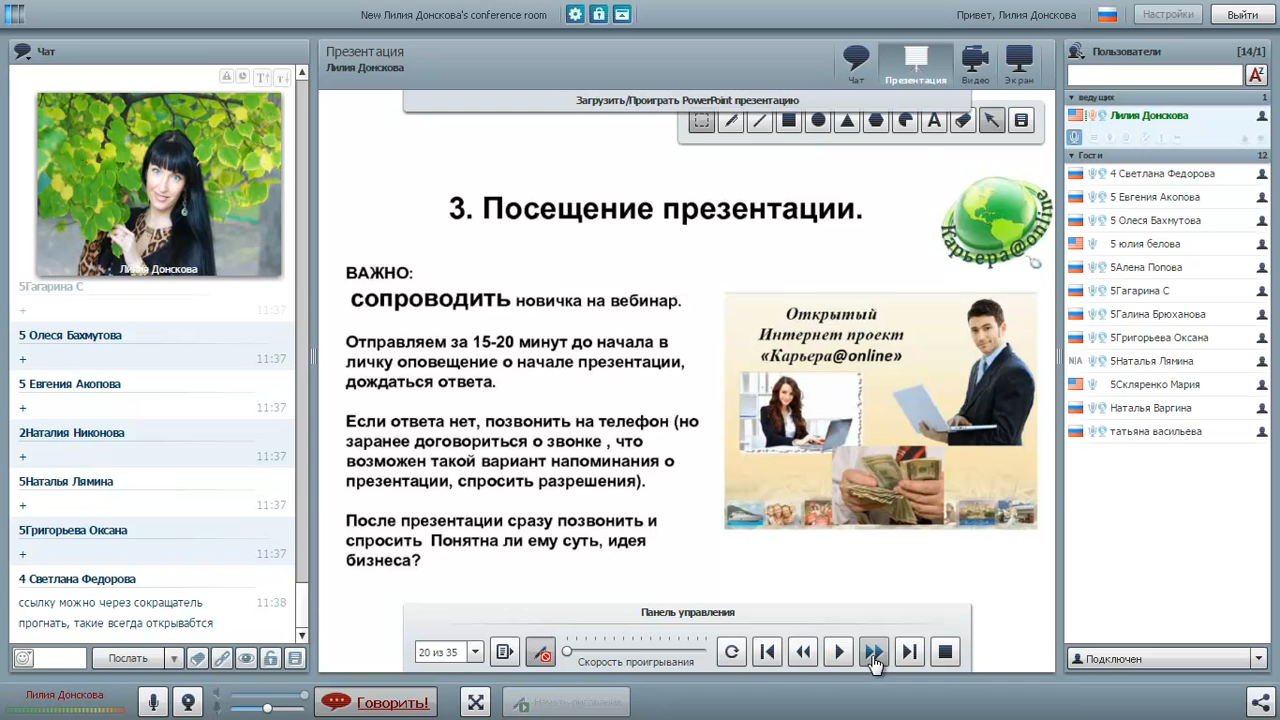 New Лилия Донскова's conference room
Привет, Лилия Донскова
Настройки
Выйти
Чат
Лилия Донскова
5Гагарина С
+
11:37
5 Олеся Бахмутова
+
11:37
5 Евгения Акопова
+
11:37
2Наталия Никонова
+
11:37
5Наталья Лямина
+
11:37
5Григорьева Оксана
+
11:37
4 Светлана Федорова
ссылку можно через сокращатель
11:38
прогнать, такие всегда открывабтся
Послать
Презентация
Лилия Донскова
Чат
Презентация
Видео
Экран
Загрузить/Проиграть PowerPoint презентацию
3. Посещение презентации.
Карьера@online
ВАЖНО:
сопроводить новичка на вебинар.
Отправляем за 15-20 минут до начала в
личку оповещение о начале презентации,
дождаться ответа.
Если ответа нет, позвонить на телефон (но
заранее договориться о звонке , что
возможен такой вариант напоминания о
презентации, спросить разрешения).
После презентации сразу позвонить и
спросить Понятна ли ему суть, идея
бизнеса?
Открытый
Интернет проект
«Карьера@online»
Панель управления
20 из 35
Скорость проигрывания
Пользователи
[14/1]
ведущих
1
Лилия Донскова
Гости
12
4 Светлана Федорова
5 Евгения Акопова
5 Олеся Бахмутова
5 юлия белова
5Алена Попова
5Гагарина С
5Галина Брюханова
5Григорьева Оксана
N/A
5Наталья Лямина
5Скляренко Мария
Наталья Варгина
татьяна васильева
Подключен
Лилия Донскова
Говорить!